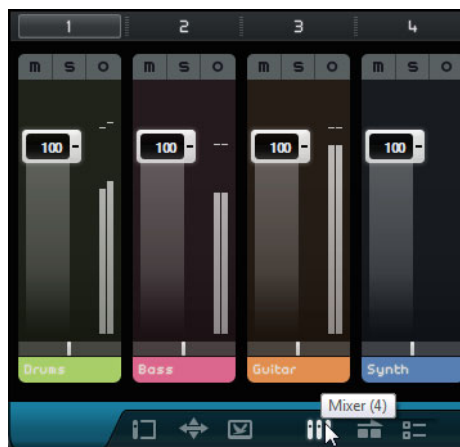 1 2 3 4
m s o m s o m s o m s o
100 100 100 100
Drums Bass Guitar Synth
Mixer (4)